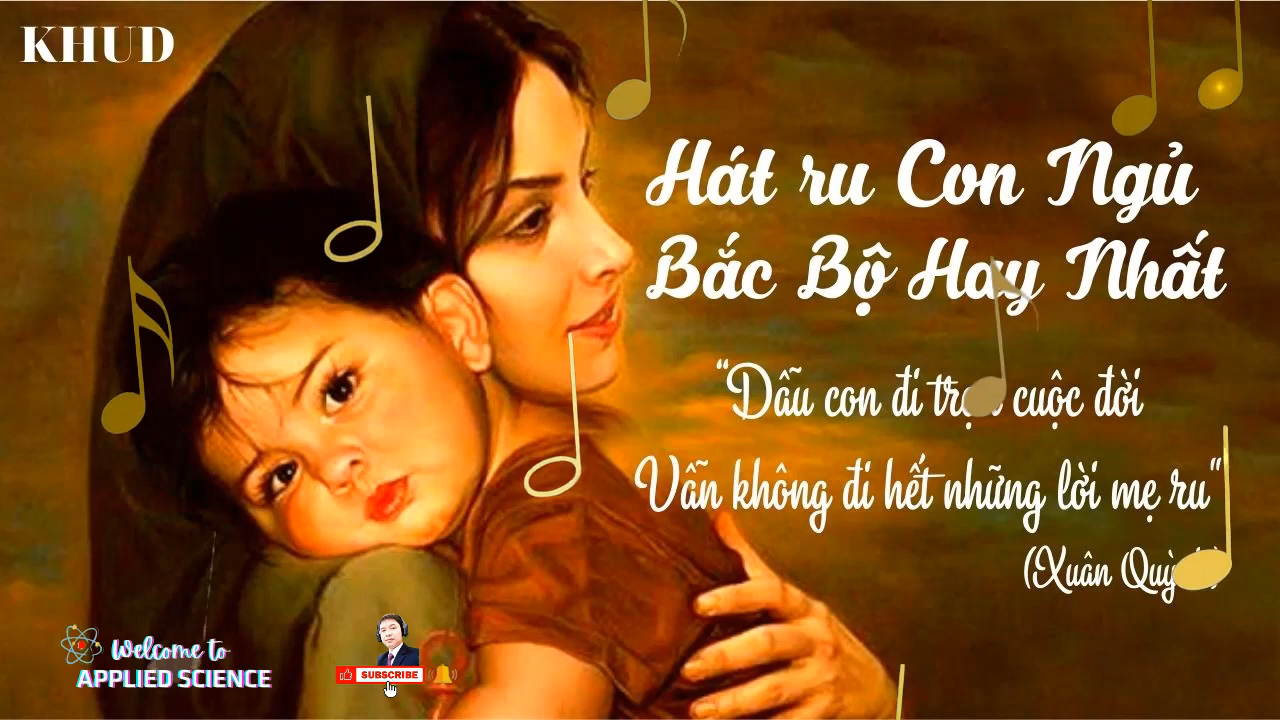 KHUD
Hát ru Con Ngủ
Bắc Bộ Hay Nhất
“Dẫu con đi cuộc đời
Vẫn không đi hết những lời mẹ ru“
(Xuân
Welcome to
APPLIED SCIENCE
SUBSCRIBE